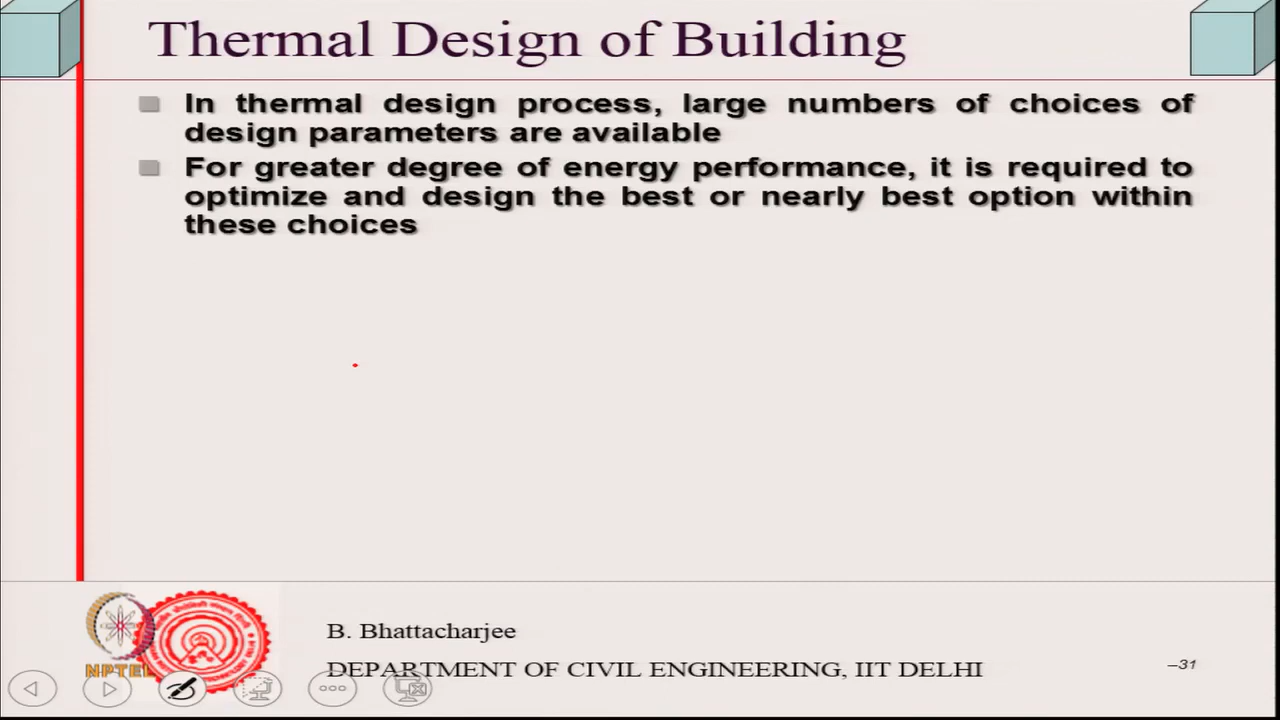 Thermal Design of Building
In thermal design process, large numbers of choices of
design parameters are available
For greater degree of energy performance, it is required to
optimize and design the best or nearly best option within
these choices
NPTEL
B. Bhattacharjee
DEPARTMENT OF CIVIL ENGINEERING, IIT DELHI
–31